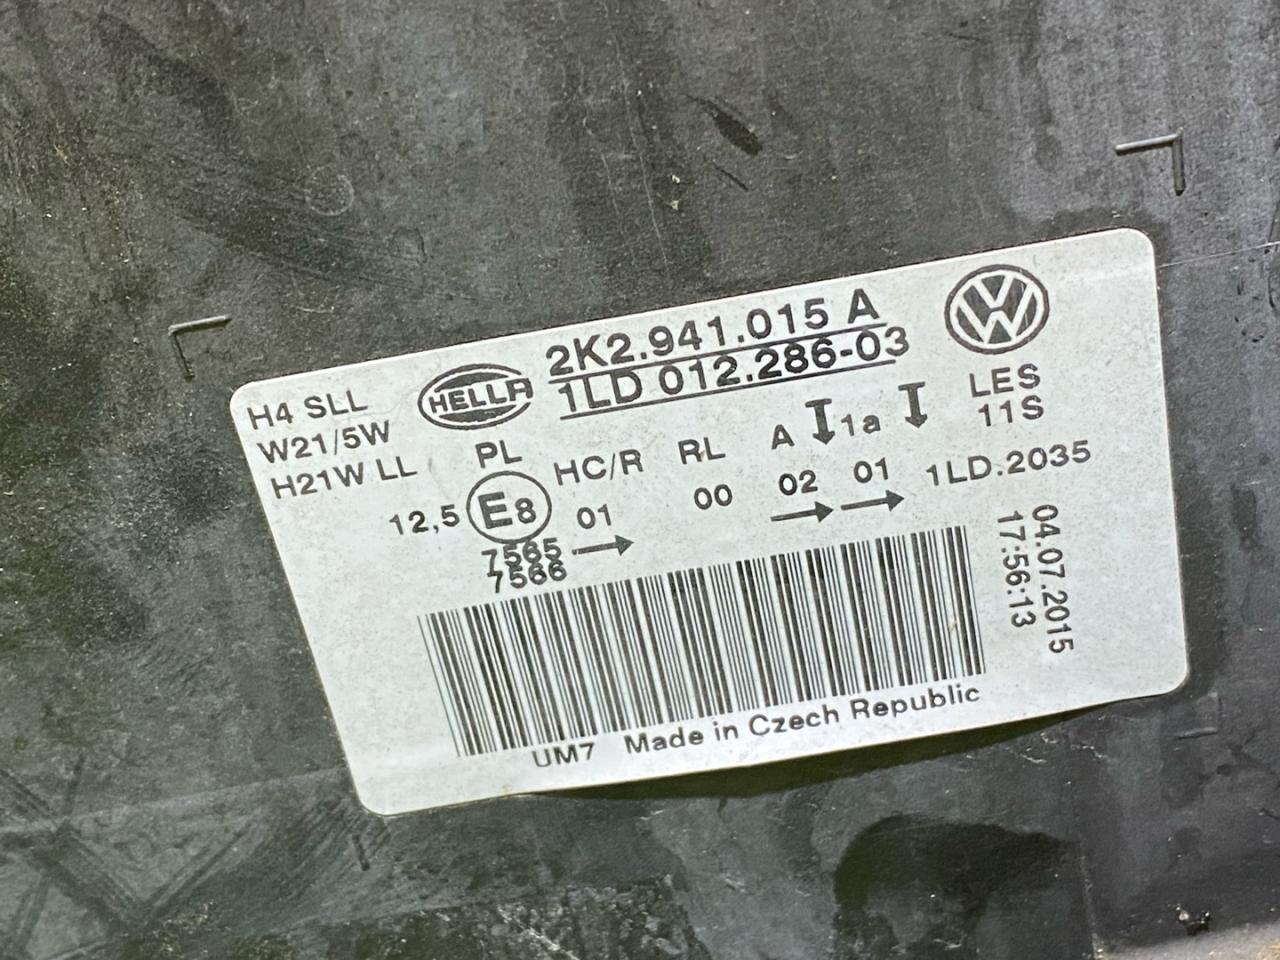 2K2.941.015 A
1LD 012.286-03
HELLA
H4 SLL
W21/5W
H21W LL
LES
11S
PL HC/R RL A 1a
12,5 E8 01 00 02 01 1LD.2035
7565
7566
04.07.2015
17:56:13
UM7 Made in Czech Republic